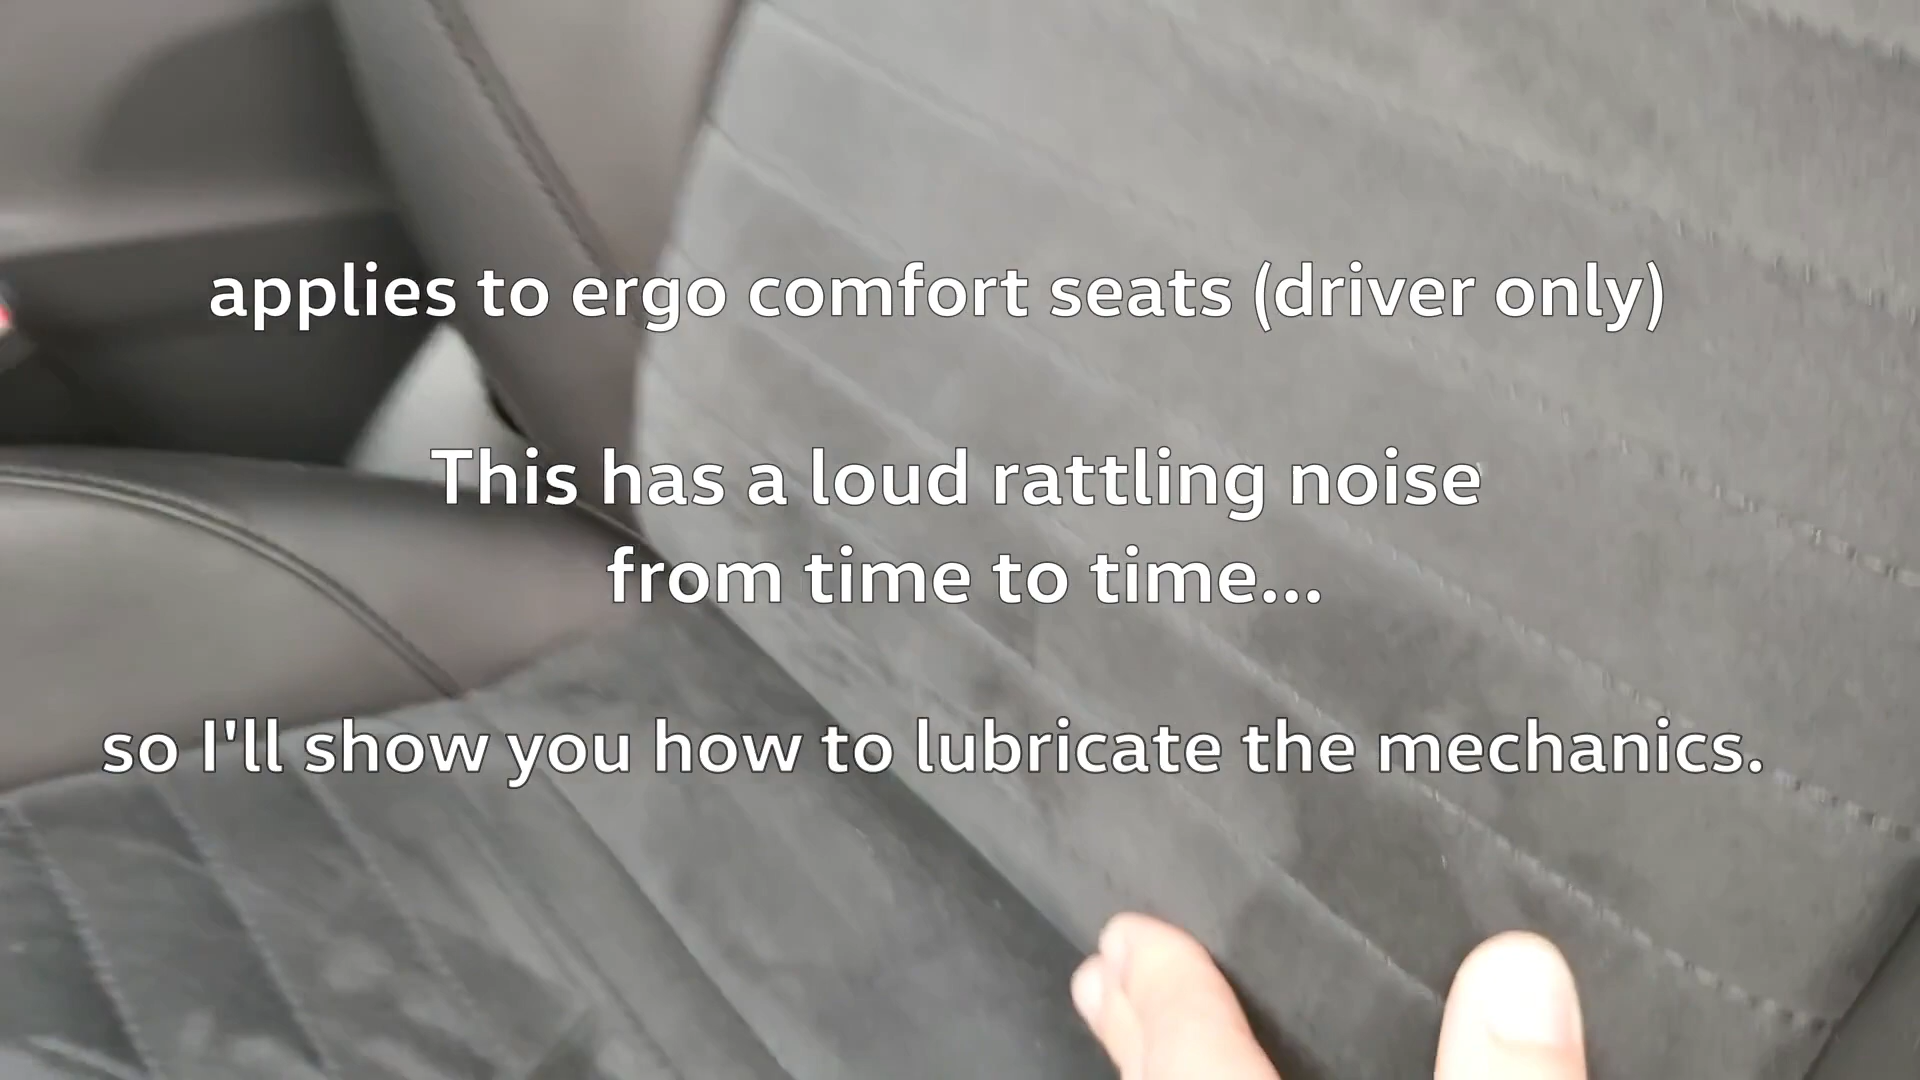 applies to ergo comfort seats (driver only)
This has a loud rattling noise
from time to time...
so I'll show you how to lubricate the mechanics.